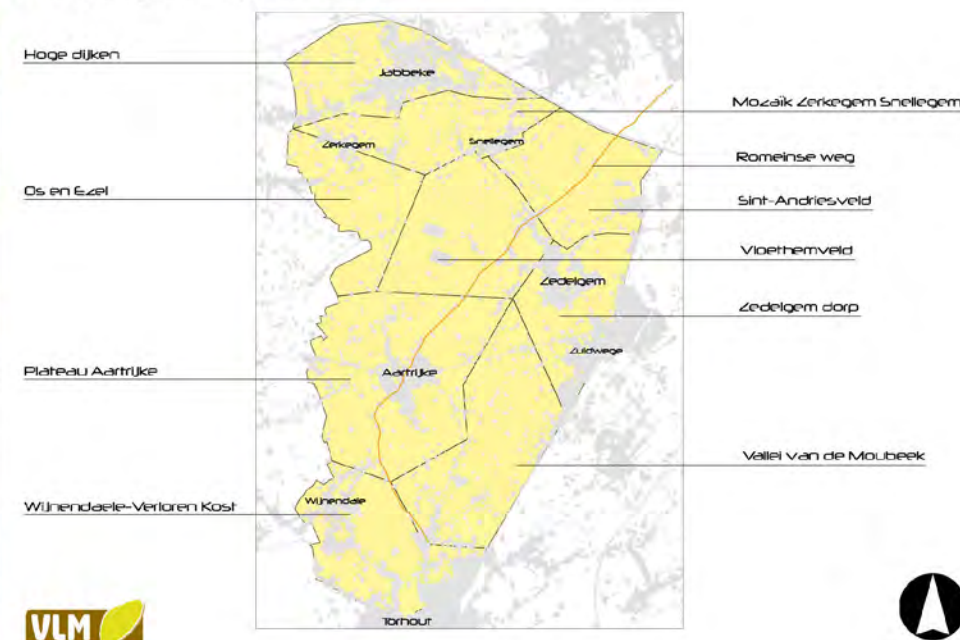 Hoge dijken
Jabbeke
Mozaïk Zerkegem Snellegem
Zerkegem
Snellegem
Romeinse weg
Os en Ezel
Sint-Andriesveld
Vloethemveld
Zedelgem
Zedelgem dorp
Zuidwege
Plateau Aartrijke
Aartrijke
Vallei van de Moubeek
Wijnendale
Wijnendaele-Verloren Kost
Torhout
VLM